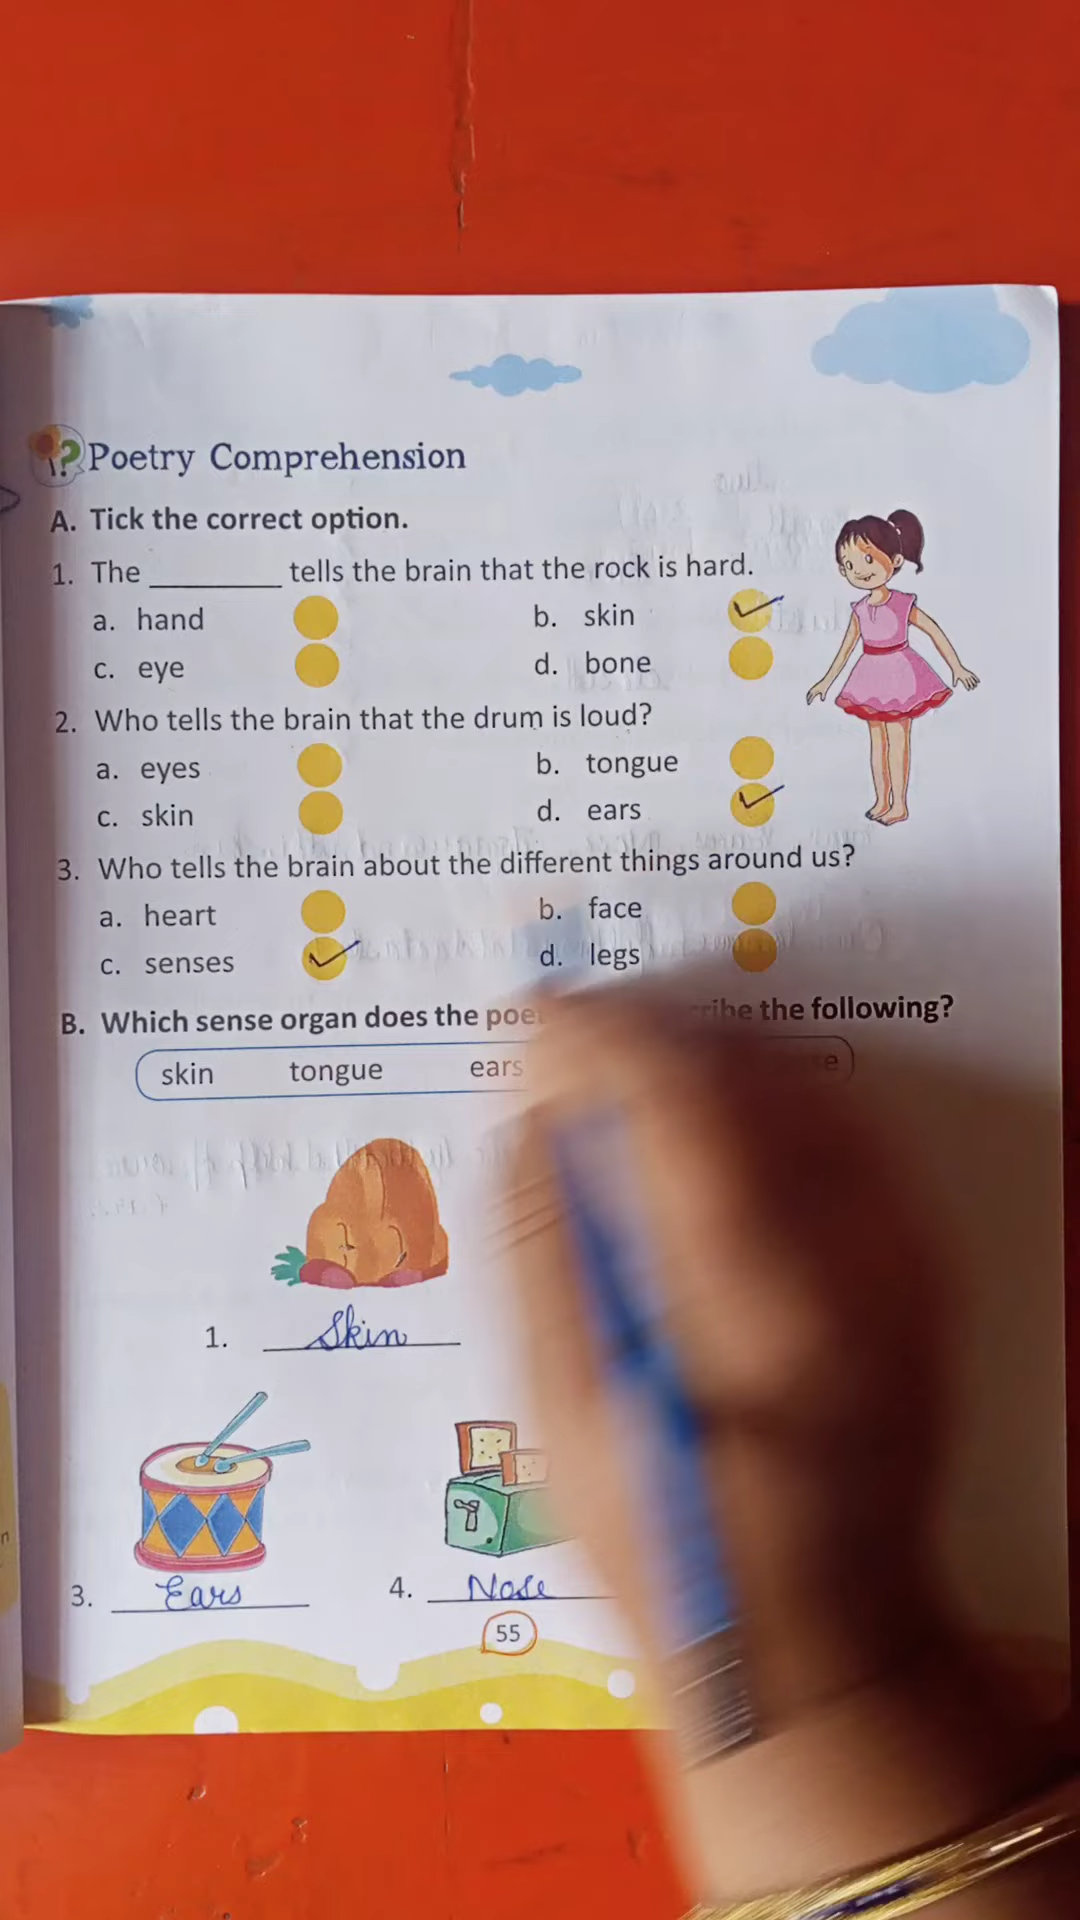 Poetry Comprehension
A. Tick the correct option.
1. The ________ tells the brain that the rock is hard.
a. hand b. skin
c. eye d. bone
2. Who tells the brain that the drum is loud?
a. eyes b. tongue
c. skin d. ears
3. Who tells the brain about the different things around us?
a. heart b. face
c. senses d. legs
B. Which sense organ does the the following?
skin tongue ears
1. Skin
3. Ears 4. Nose
55